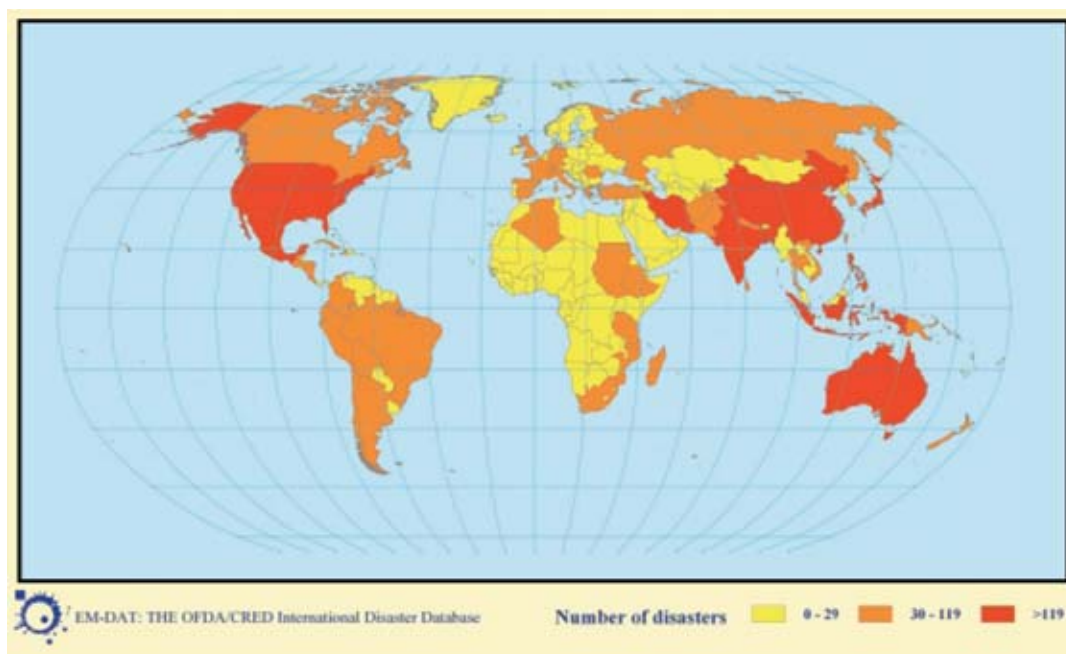 EM-DAT: THE OFDA/CRED International Disaster Database
Number of disasters
0 - 29
30 - 119
>119